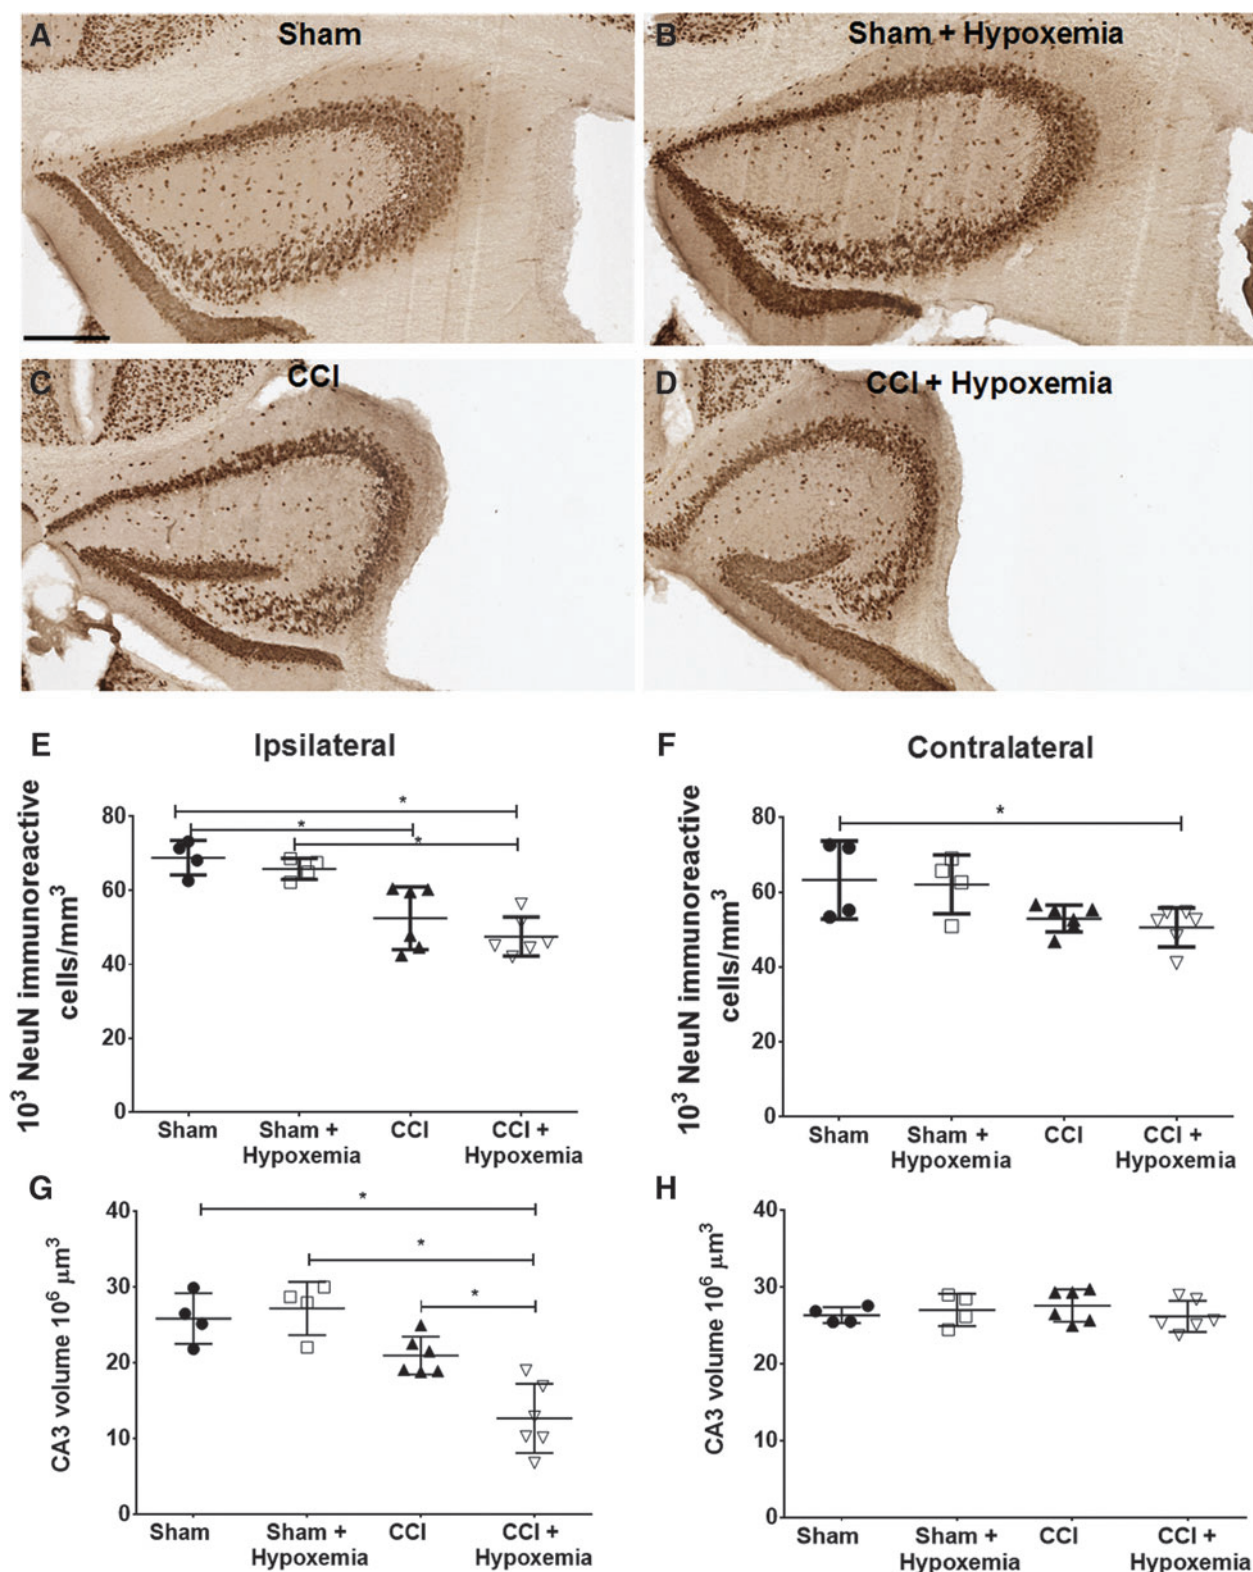 A
Sham
B
Sham + Hypoxemia
C
CCI
D
CCI + Hypoxemia
E
Ipsilateral
10³ NeuN immunoreactive
cells/mm³
80
60
40
20
0
*
*
*
Sham
Sham +
Hypoxemia
CCI
CCI +
Hypoxemia
F
Contralateral
10³ NeuN immunoreactive
cells/mm³
80
60
40
20
0
*
Sham
Sham +
Hypoxemia
CCI
CCI +
Hypoxemia
G
CA3 volume 10⁶ µm³
40
30
20
10
0
*
*
*
Sham
Sham +
Hypoxemia
CCI
CCI +
Hypoxemia
H
CA3 volume 10⁶ µm³
40
30
20
10
0
Sham
Sham +
Hypoxemia
CCI
CCI +
Hypoxemia